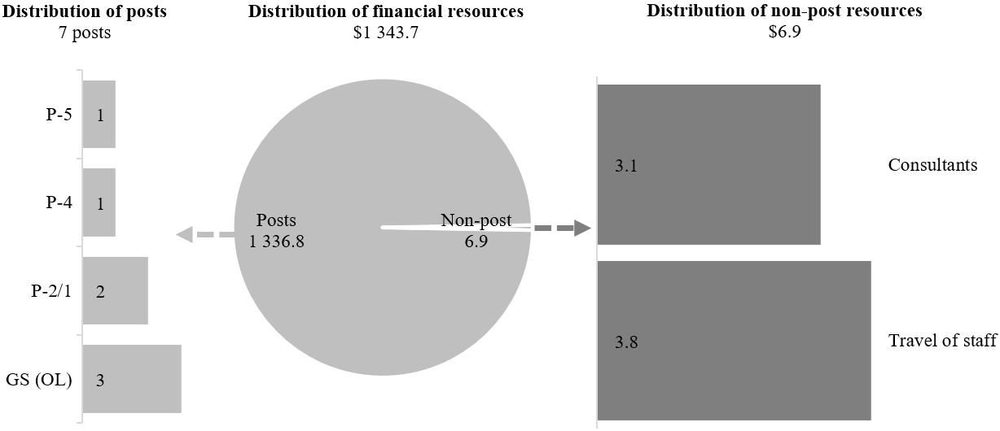 Distribution of posts
7 posts
P-5
1
P-4
1
P-2/1
2
GS (OL)
3
Distribution of financial resources
$1 343.7
Posts
1 336.8
Non-post
6.9
Distribution of non-post resources
$6.9
3.1
Consultants
3.8
Travel of staff